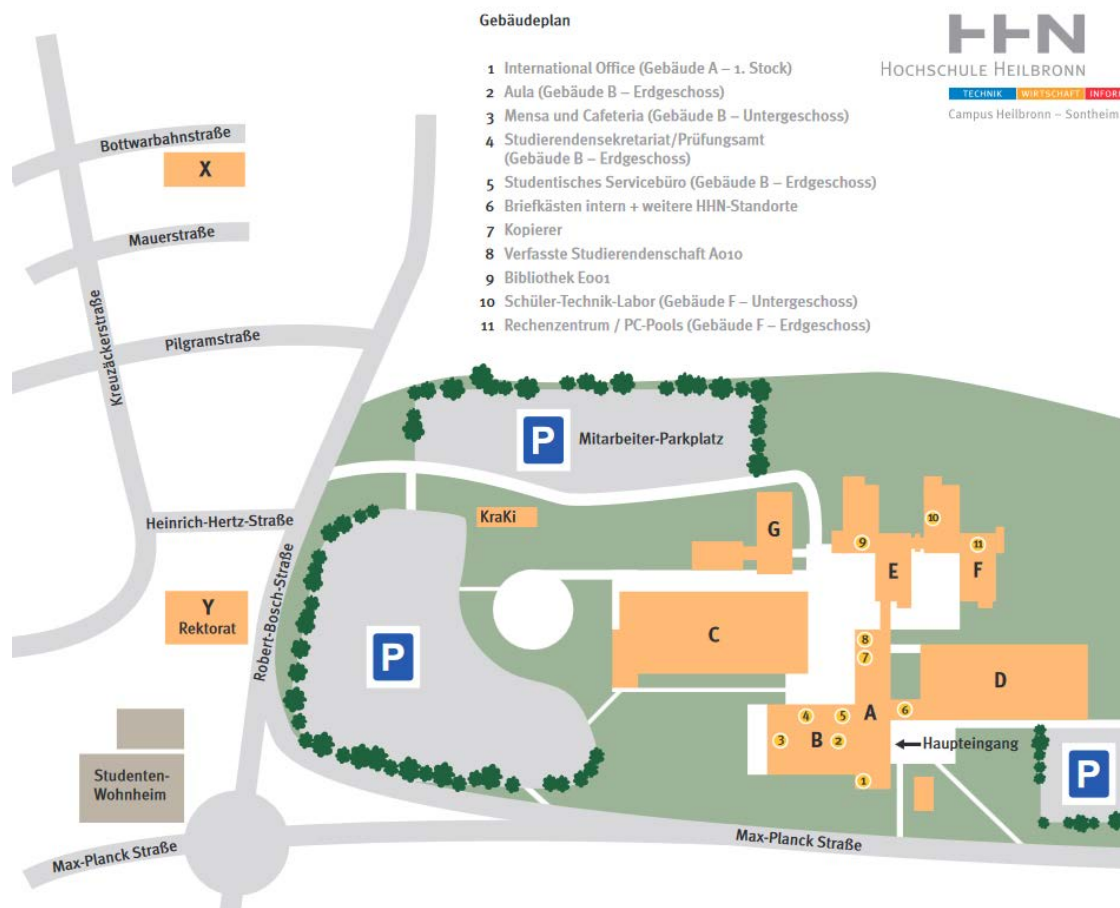 Gebäudeplan
1 International Office (Gebäude A – 1. Stock)
2 Aula (Gebäude B – Erdgeschoss)
3 Mensa und Cafeteria (Gebäude B – Untergeschoss)
4 Studierendensekretariat/Prüfungsamt
(Gebäude B – Erdgeschoss)
5 Studentisches Servicebüro (Gebäude B – Erdgeschoss)
6 Briefkästen intern + weitere HHN-Standorte
7 Kopierer
8 Verfasste Studierendenschaft A010
9 Bibliothek E001
10 Schüler-Technik-Labor (Gebäude F – Untergeschoss)
11 Rechenzentrum / PC-Pools (Gebäude F – Erdgeschoss)
HHN
HOCHSCHULE HEILBRONN
TECHNIK WIRTSCHAFT INFOR
Campus Heilbronn – Sontheim
Bottwarbahnstraße
X
Mauerstraße
Pilgramstraße
Kreuzäckerstraße
P Mitarbeiter-Parkplatz
Heinrich-Hertz-Straße
KraKi
G
9
10
11
E
F
Y
Rektorat
Robert-Bosch-Straße
P
C
8
7
D
A
6
4
5
3
B
2
Haupteingang
1
P
Studenten-
Wohnheim
Max-Planck Straße
Max-Planck Straße